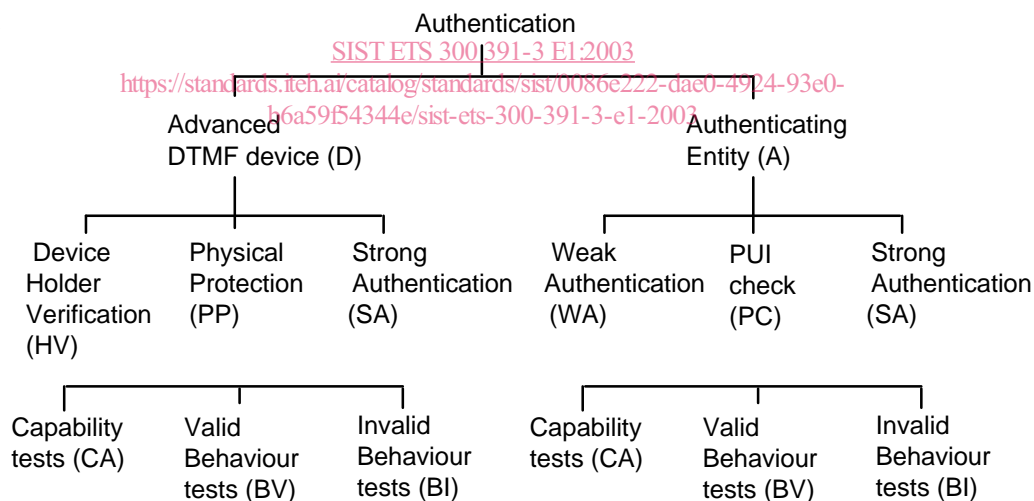 Authentication
SIST ETS 300 391-3 E1:2003
https://standards.iteh.ai/catalog/standards/sist/0086e222-dae0-4924-93e0-
b6a59f54344e/sist-ets-300-391-3-e1-2003
Advanced
DTMF device (D)
Authenticating
Entity (A)
Device
Holder
Verification
(HV)
Physical
Protection
(PP)
Strong
Authentication
(SA)
Weak
Authentication
(WA)
PUI
check
(PC)
Strong
Authentication
(SA)
Capability
tests (CA)
Valid
Behaviour
tests (BV)
Invalid
Behaviour
tests (BI)
Capability
tests (CA)
Valid
Behaviour
tests (BV)
Invalid
Behaviour
tests (BI)